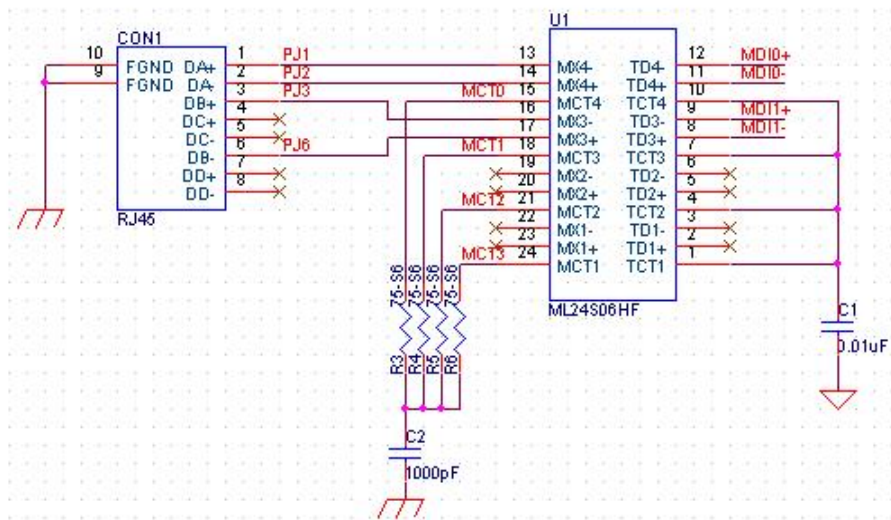 CON1
10
9
FGND
FGND
DA+
DA-
DB+
DC+
DC-
DB-
DD+
DD-
1
2
3
4
5
6
7
8
RJ45
PJ1
PJ2
PJ3
PJ6
MCT0
MCT1
MCT2
MCT3
U1
13
14
15
16
17
18
19
20
21
22
23
24
MX4-
MX4+
MCT4
MX3-
MX3+
MCT3
MX2-
MX2+
MCT2
MX1-
MX1+
MCT1
TD4-
TD4+
TCT4
TD3-
TD3+
TCT3
TD2-
TD2+
TCT2
TD1-
TD1+
TCT1
12
11
10
9
8
7
6
5
4
3
2
1
ML24S06HF
MDI0+
MDI0-
MDI1+
MDI1-
75-S6
75-S6
75-S6
75-S6
R3
R4
R5
R6
C2
1000pF
C1
0.01uF